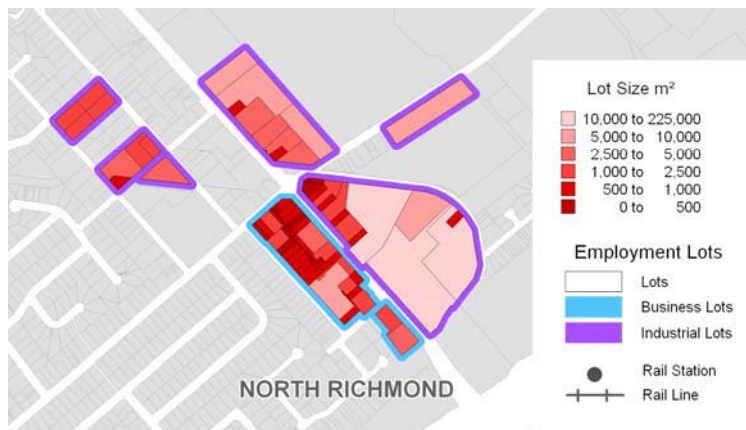 Lot Size m²
10,000 to 225,000
5,000 to 10,000
2,500 to 5,000
1,000 to 2,500
500 to 1,000
0 to 500
Employment Lots
Lots
Business Lots
Industrial Lots
Rail Station
Rail Line
NORTH RICHMOND